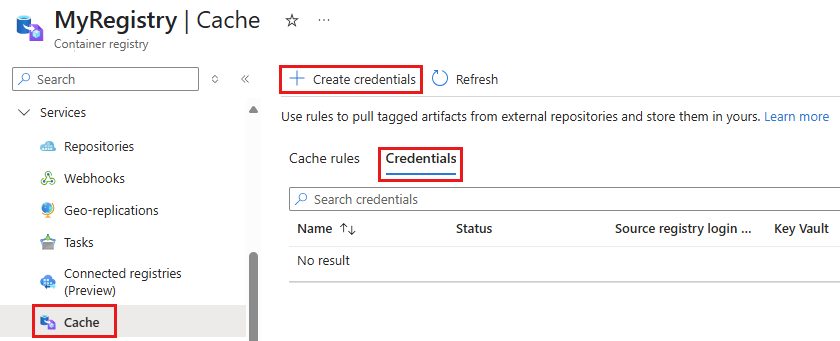 MyRegistry | Cache
Container registry
Search
Create credentials
Refresh
Services
Use rules to pull tagged artifacts from external repositories and store them in yours. Learn more
Repositories
Cache rules
Credentials
Webhooks
Search credentials
Geo-replications
Name
Status
Source registry login ...
Key Vault
Tasks
No result
Connected registries
(Preview)
Cache